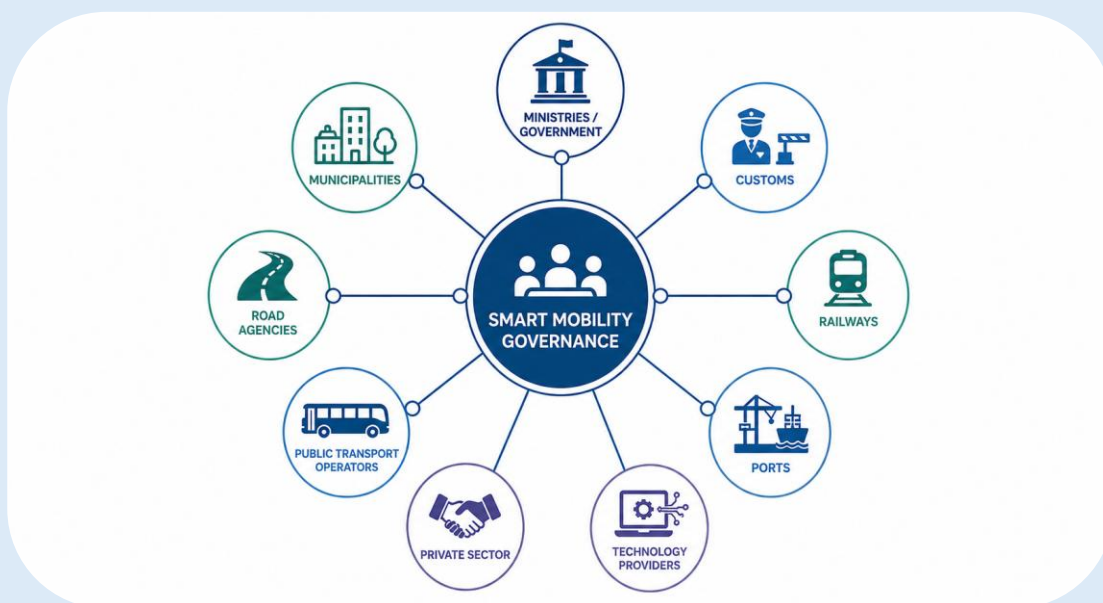 MINISTRIES /
GOVERNMENT
MUNICIPALITIES
CUSTOMS
ROAD
AGENCIES
SMART MOBILITY
GOVERNANCE
RAILWAYS
PUBLIC TRANSPORT
OPERATORS
PORTS
PRIVATE SECTOR
TECHNOLOGY
PROVIDERS